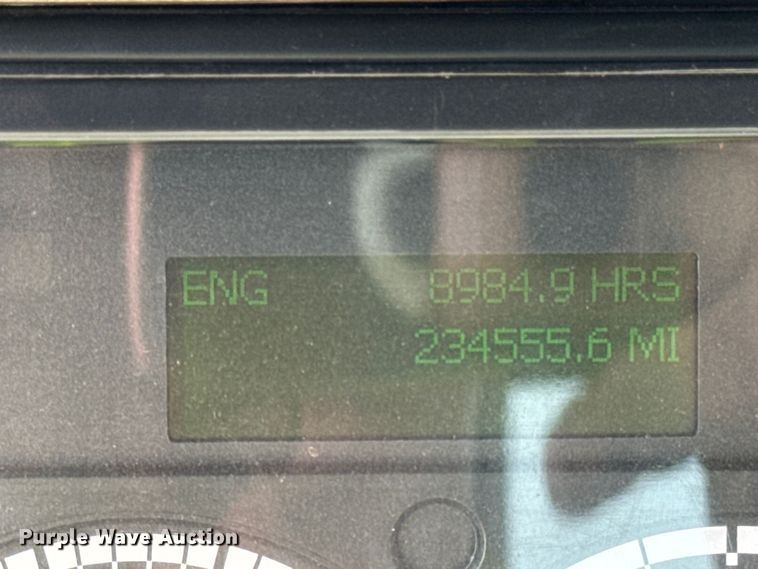 ENG 8984.9 HRS
234555.6 MI
Purple Wave Auction